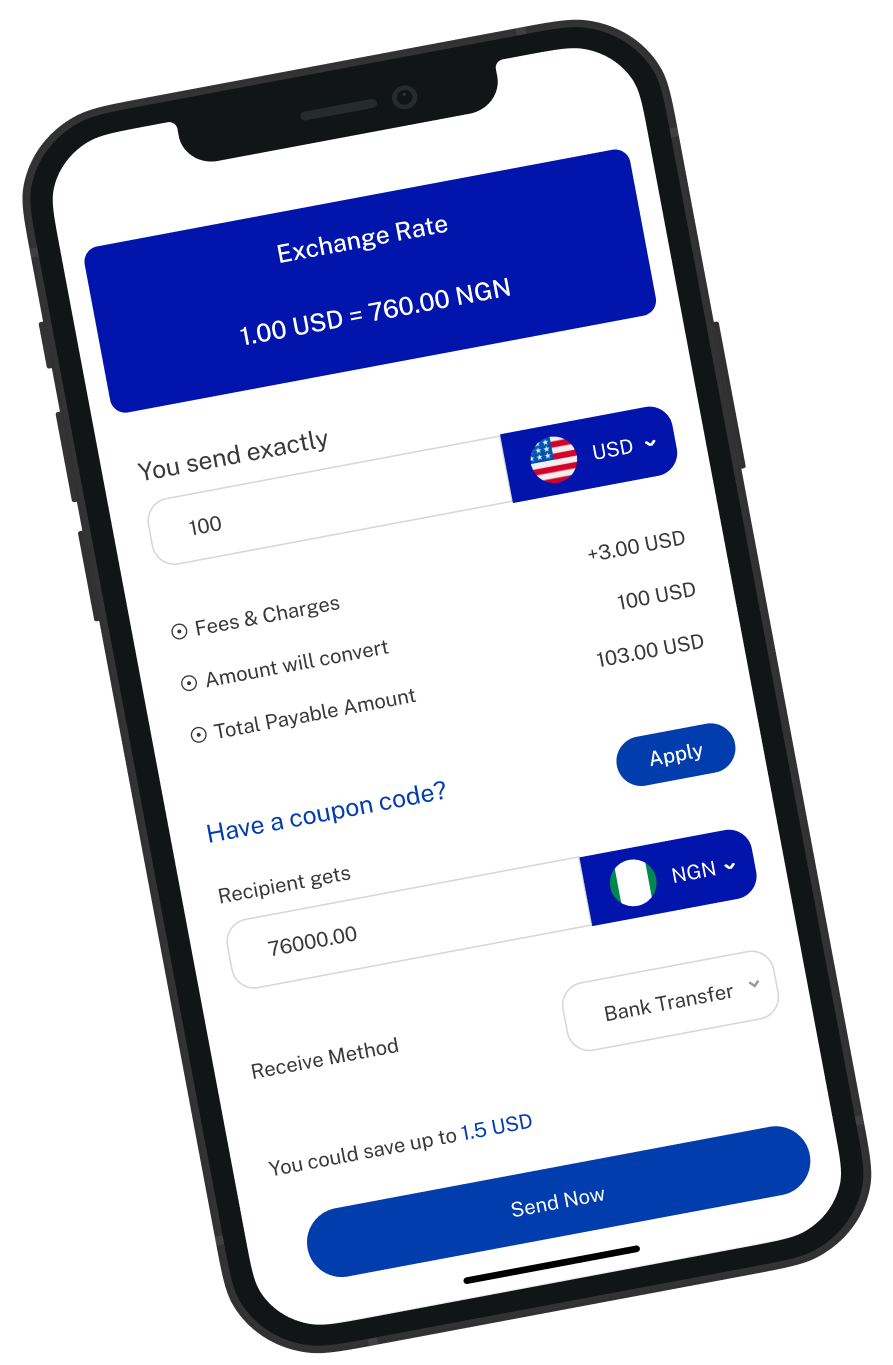 Exchange Rate
1.00 USD = 760.00 NGN
You send exactly
100
USD
Fees & Charges
+3.00 USD
Amount will convert
100 USD
Total Payable Amount
103.00 USD
Have a coupon code?
Apply
Recipient gets
76000.00
NGN
Receive Method
Bank Transfer
You could save up to 1.5 USD
Send Now